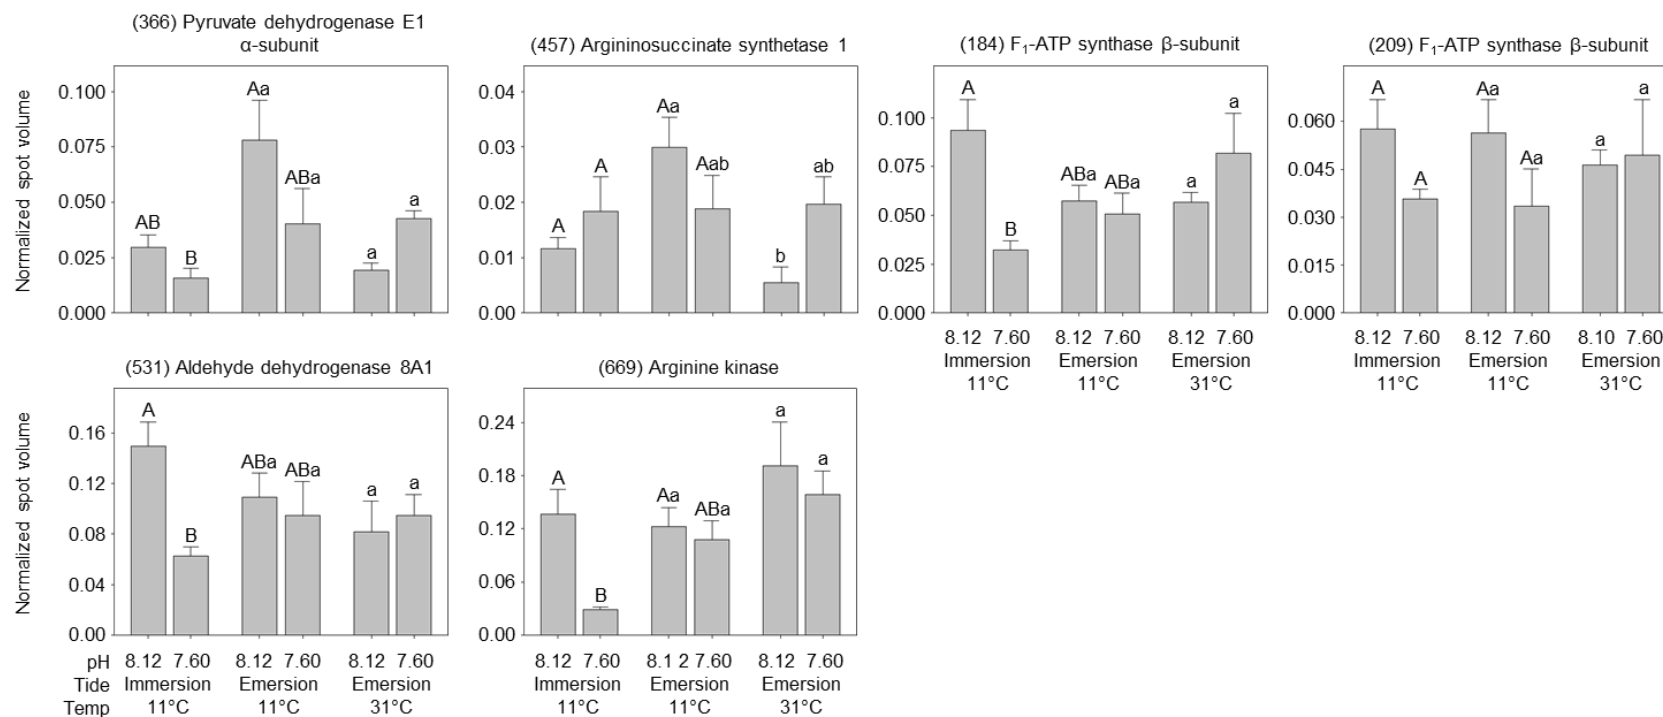 (366) Pyruvate dehydrogenase E1
α-subunit
Normalized spot volume
0.100
0.075
0.050
0.025
0.000
AB
B
Aa
ABa
a
a
(457) Argininosuccinate synthetase 1
0.04
0.03
0.02
0.01
0.00
A
A
Aa
Aab
b
ab
(184) F₁-ATP synthase β-subunit
0.100
0.075
0.050
0.025
0.000
A
B
ABa
ABa
a
a
8.12 7.60 8.12 7.60 8.12 7.60
Immersion Emersion Emersion
11°C 11°C 31°C
(209) F₁-ATP synthase β-subunit
0.060
0.045
0.030
0.015
0.000
A
A
Aa
Aa
a
a
8.12 7.60 8.12 7.60 8.10 7.60
Immersion Emersion Emersion
11°C 11°C 31°C
(531) Aldehyde dehydrogenase 8A1
Normalized spot volume
0.16
0.12
0.08
0.04
0.00
A
B
ABa
ABa
a
a
pH 8.12 7.60 8.12 7.60 8.12 7.60
Tide Immersion Emersion Emersion
Temp 11°C 11°C 31°C
(669) Arginine kinase
0.24
0.18
0.12
0.06
0.00
A
B
Aa
ABa
a
a
8.12 7.60 8.1 2 7.60 8.12 7.60
Immersion Emersion Emersion
11°C 11°C 31°C